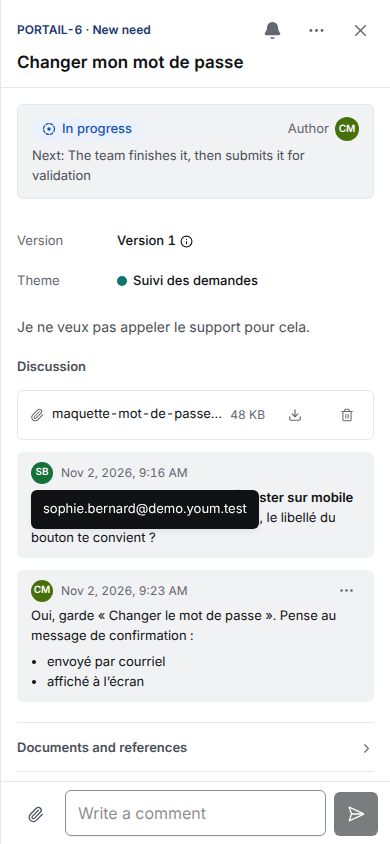 PORTAIL-6 · New need
Changer mon mot de passe
In progress
Author CM
Next: The team finishes it, then submits it for
validation
Version Version 1
Theme Suivi des demandes
Je ne veux pas appeler le support pour cela.
Discussion
maquette-mot-de-passe... 48 KB
SB Nov 2, 2026, 9:16 AM
ster sur mobile
sophie.bernard@demo.youm.test
, le libellé du
bouton te convient ?
CM Nov 2, 2026, 9:23 AM
Oui, garde « Changer le mot de passe ». Pense au
message de confirmation :
• envoyé par courriel
• affiché à l'écran
Documents and references
Write a comment